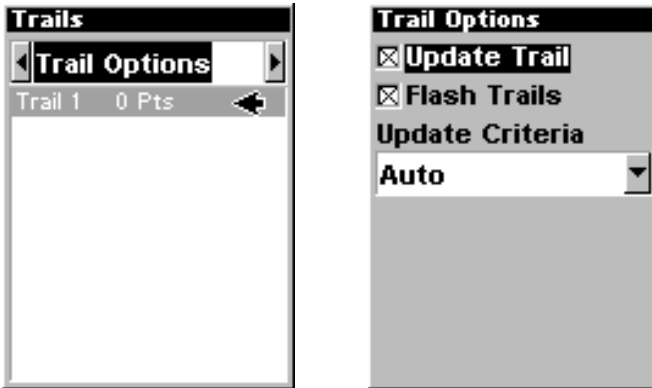 Trails
Trail Options
Trail 1 0 Pts
Trail Options
Update Trail
Flash Trails
Update Criteria
Auto